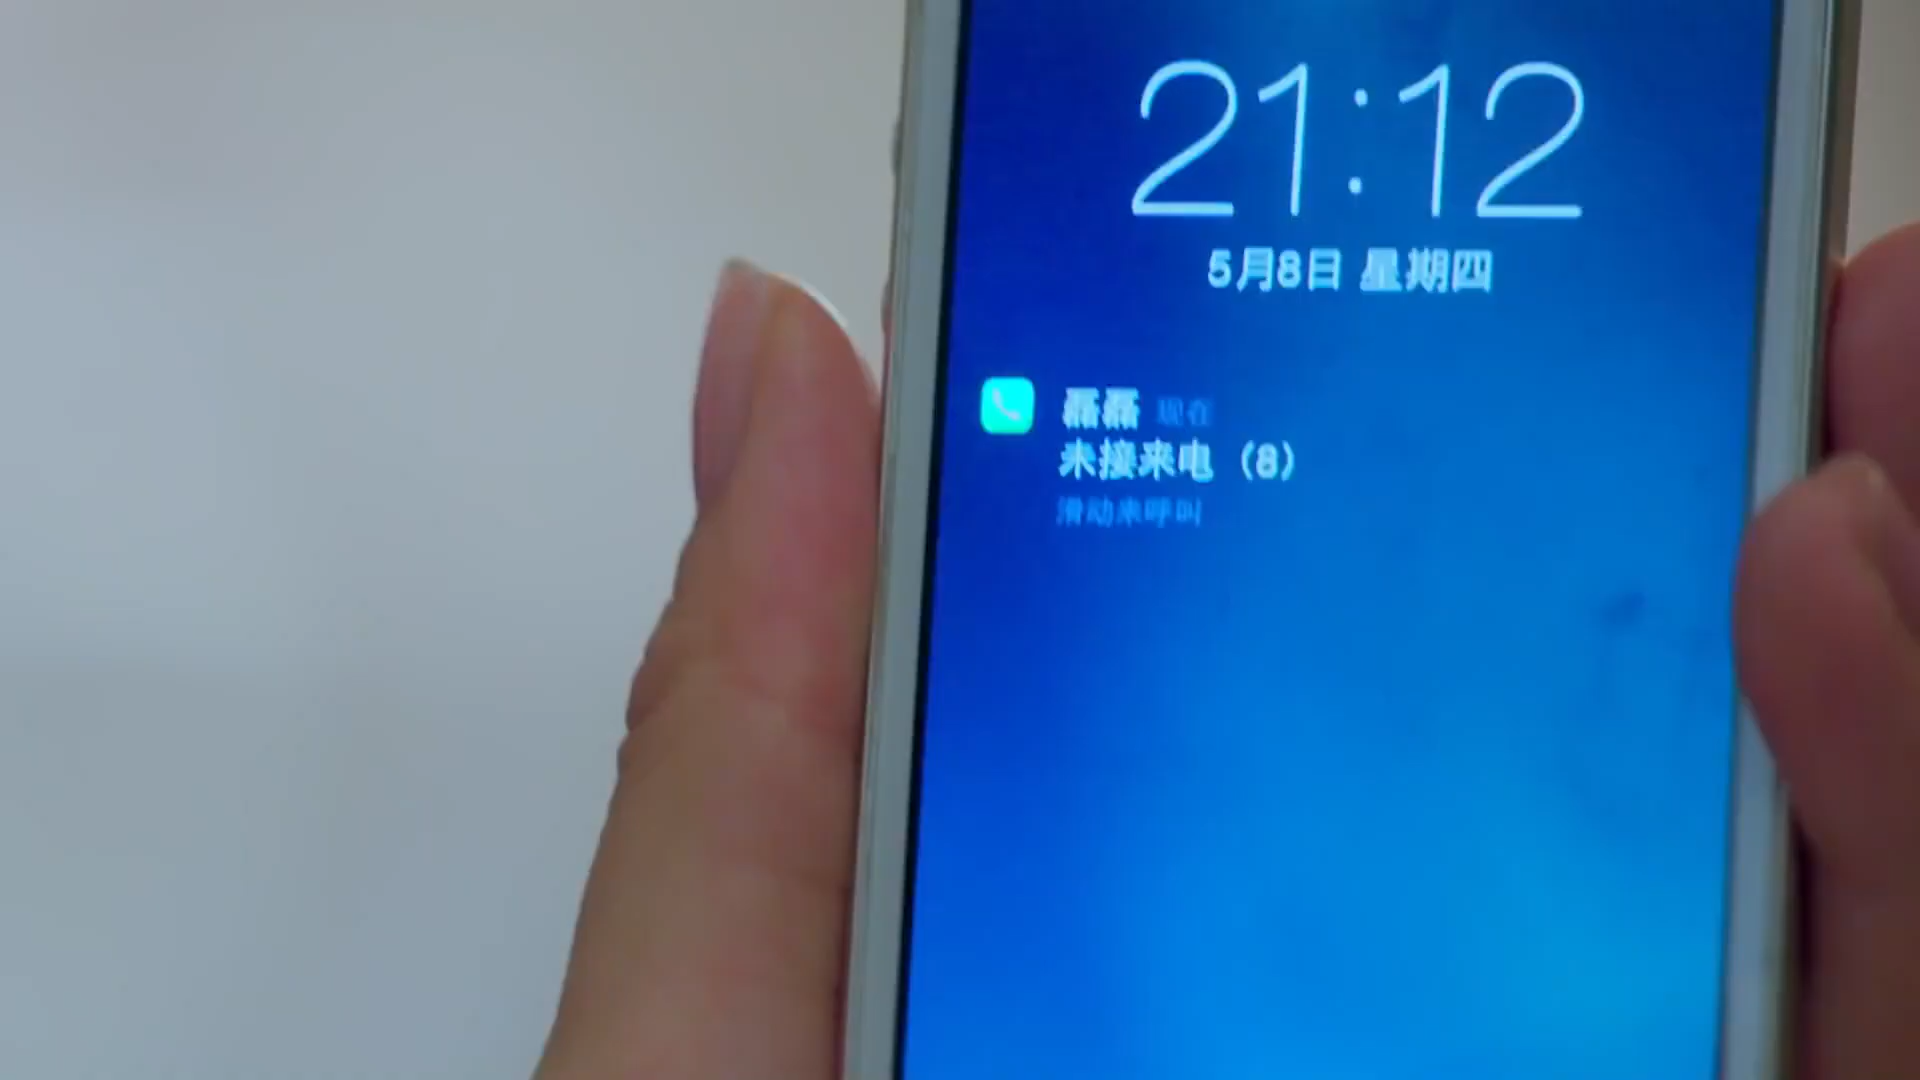 21:12
5月8日 星期四
磊磊 现在
未接来电（8）
滑动来呼叫